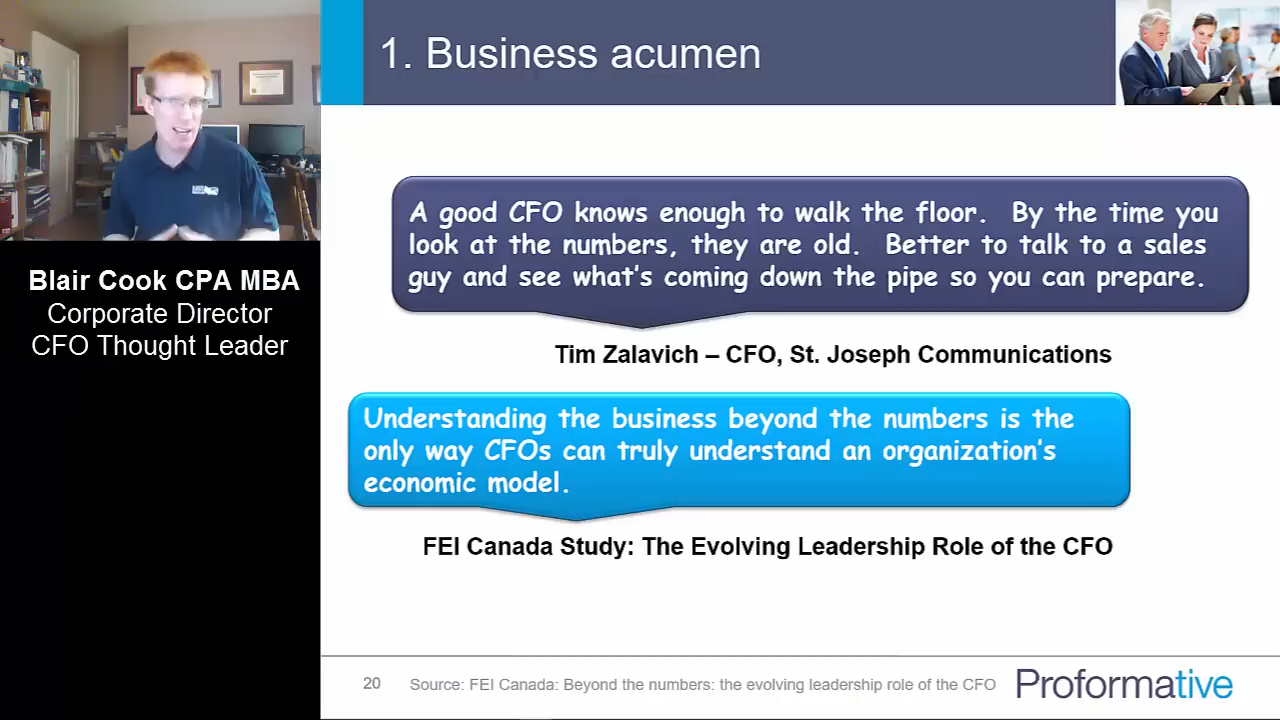 1. Business acumen
Blair Cook CPA MBA
Corporate Director
CFO Thought Leader
A good CFO knows enough to walk the floor. By the time you
look at the numbers, they are old. Better to talk to a sales
guy and see what's coming down the pipe so you can prepare.
Tim Zalavich – CFO, St. Joseph Communications
Understanding the business beyond the numbers is the
only way CFOs can truly understand an organization's
economic model.
FEI Canada Study: The Evolving Leadership Role of the CFO
20
Source: FEI Canada: Beyond the numbers: the evolving leadership role of the CFO
Proformative